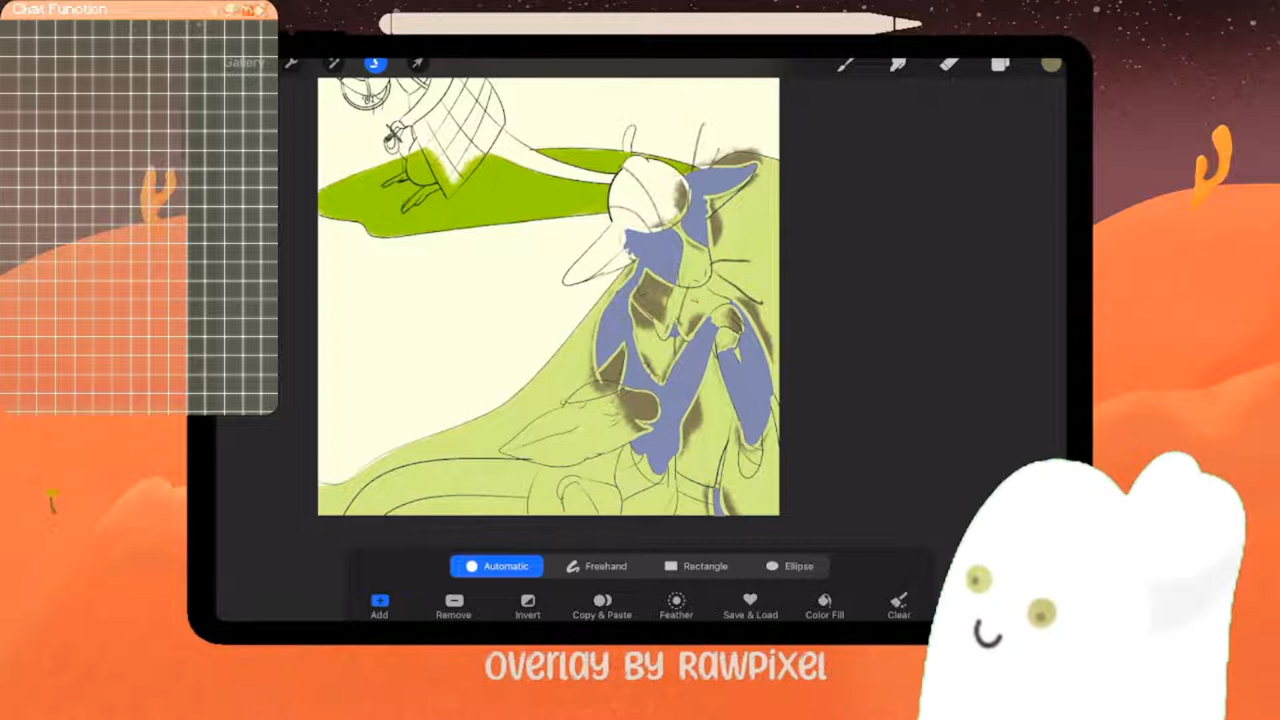 Chat Function
Gallery
Automatic Freehand Rectangle Ellipse
Add Remove Invert Copy & Paste Feather Save & Load Color Fill Clear
Overlay by Rawpixel